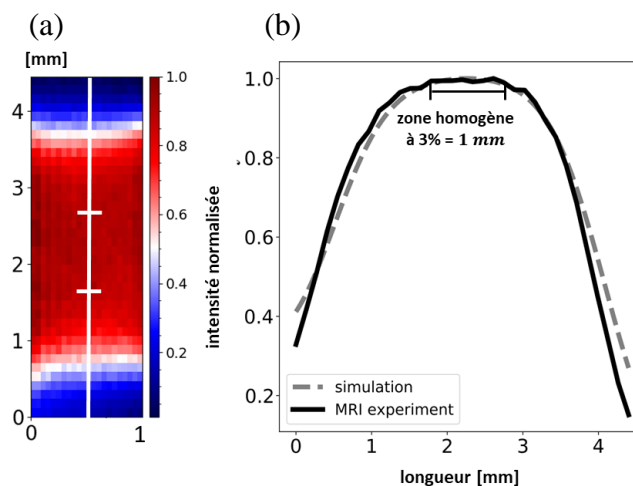 (a)
[mm]
4
3
2
1
0
0
1
1.0
0.8
0.6
0.4
0.2
intensité normalisée
(b)
1.0
0.8
0.6
0.4
0.2
zone homogène
à 3% = 1 mm
simulation
MRI experiment
0
1
2
3
4
longueur [mm]